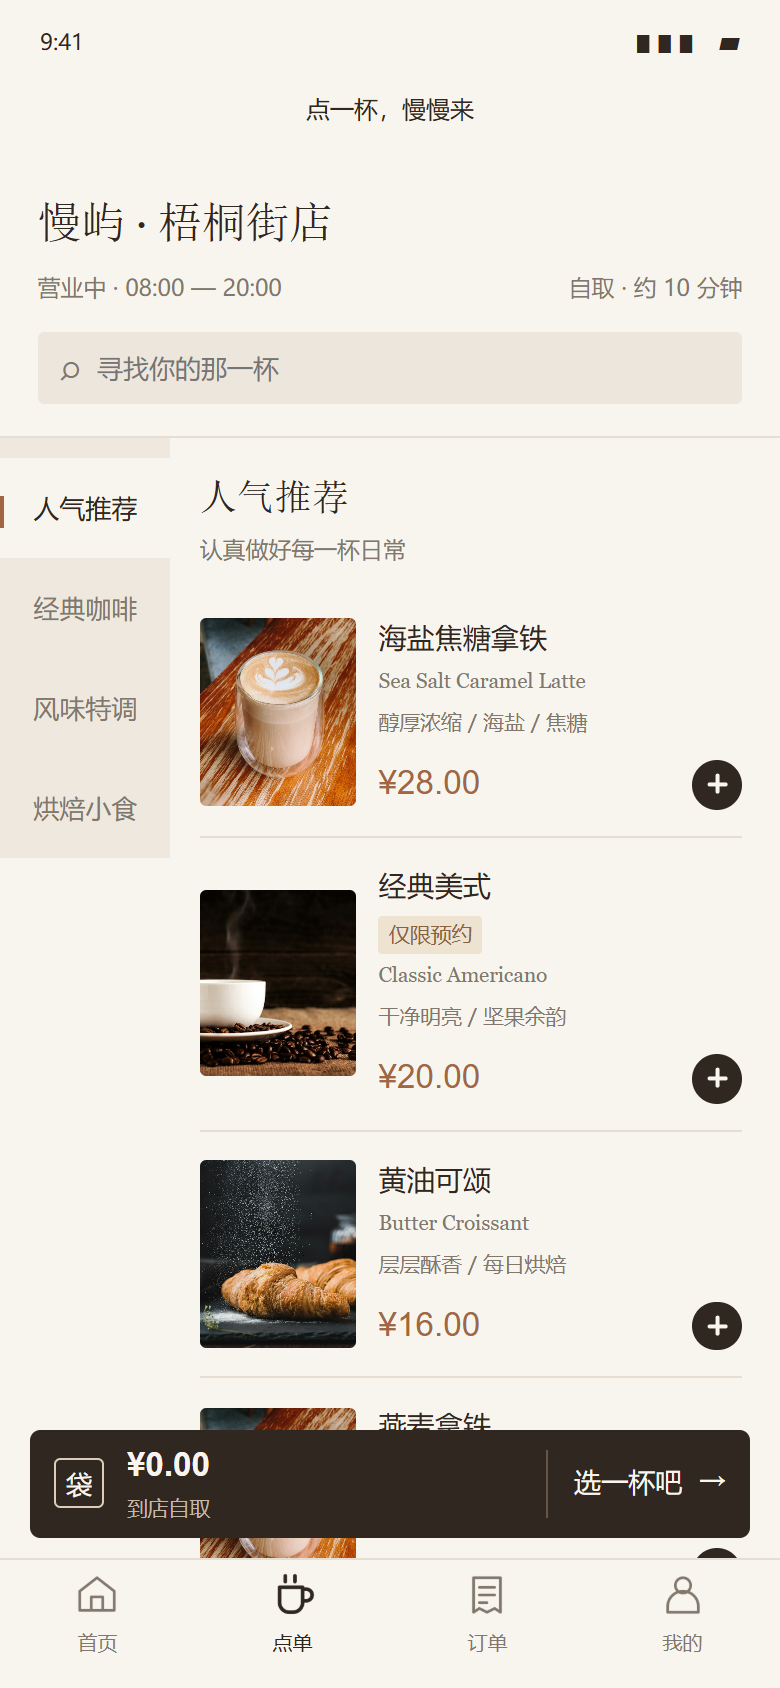 9:41
点一杯，慢慢来
慢屿 · 梧桐街店
营业中 · 08:00 — 20:00
自取 · 约 10 分钟
寻找你的那一杯
人气推荐
经典咖啡
风味特调
烘焙小食
人气推荐
认真做好每一杯日常
海盐焦糖拿铁
Sea Salt Caramel Latte
醇厚浓缩 / 海盐 / 焦糖
¥28.00
经典美式
仅限预约
Classic Americano
干净明亮 / 坚果余韵
¥20.00
黄油可颂
Butter Croissant
层层酥香 / 每日烘焙
¥16.00
燕麦拿铁
袋
¥0.00
到店自取
选一杯吧 →
首页
点单
订单
我的